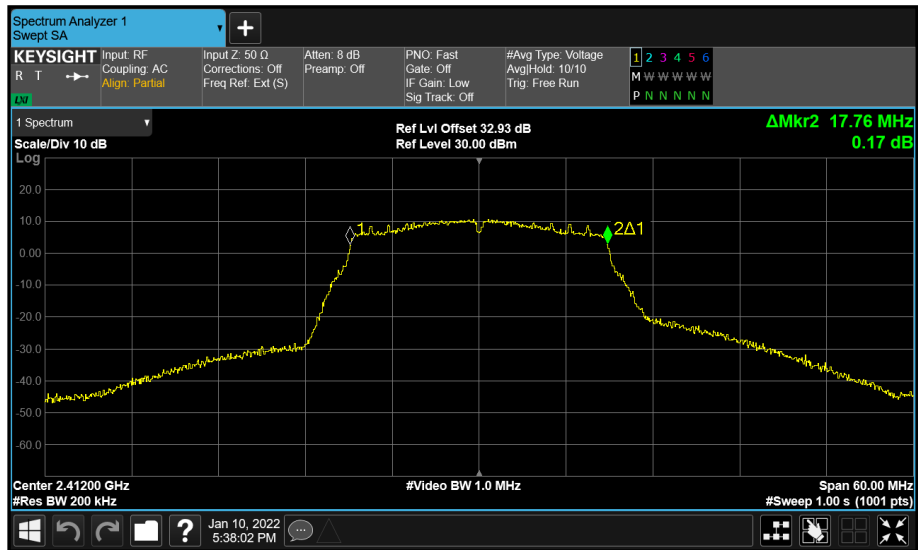 Spectrum Analyzer 1
Swept SA
+
KEYSIGHT
R T
LXI
Input: RF
Coupling: AC
Align: Partial
Input Z: 50 Ω
Corrections: Off
Freq Ref: Ext (S)
Atten: 8 dB
Preamp: Off
PNO: Fast
Gate: Off
IF Gain: Low
Sig Track: Off
#Avg Type: Voltage
Avg|Hold: 10/10
Trig: Free Run
1 2 3 4 5 6
M W W W W W
P N N N N N
1 Spectrum
Scale/Div 10 dB
Ref Lvl Offset 32.93 dB
Ref Level 30.00 dBm
ΔMkr2 17.76 MHz
0.17 dB
Log
20.0
10.0
0.00
-10.0
-20.0
-30.0
-40.0
-50.0
-60.0
1
2Δ1
Center 2.41200 GHz
#Res BW 200 kHz
#Video BW 1.0 MHz
Span 60.00 MHz
#Sweep 1.00 s (1001 pts)
?
Jan 10, 2022
5:38:02 PM